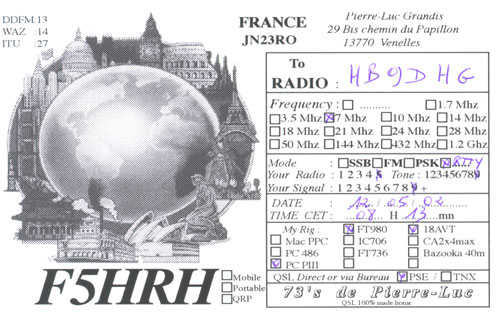 DDFM:13
WAZ :14
ITU :27
FRANCE
JN23RO
Pierre-Luc Grandis
29 Bis chemin du Papillon
13770 Venelles
To
RADIO : HB9DHG
Frequency : .......... 1.7 Mhz
3.5 Mhz 7 Mhz 10 Mhz 14 Mhz
18 Mhz 21 Mhz 24 Mhz 28 Mhz
50 Mhz 144 Mhz 432 Mhz 1.2 Ghz
Mode : SSB FM PSK RTTY
Your Radio : 1 2 3 4 5 Tone : 123456789
Your Signal : 1 2 3 4 5 6 7 8 9 +
DATE : 12 / 05 / 02
TIME CET : 08 H 13 mn
My Rig : FT980 18AVT
Mac PPC IC706 CA2x4max
PC 486 FT736 Bazooka 40m
PC PIII
QSL Direct or via Bureau PSE / TNX
73's de Pierre-Luc
QSL 100% made home
F5HRH
Mobile
Portable
QRP